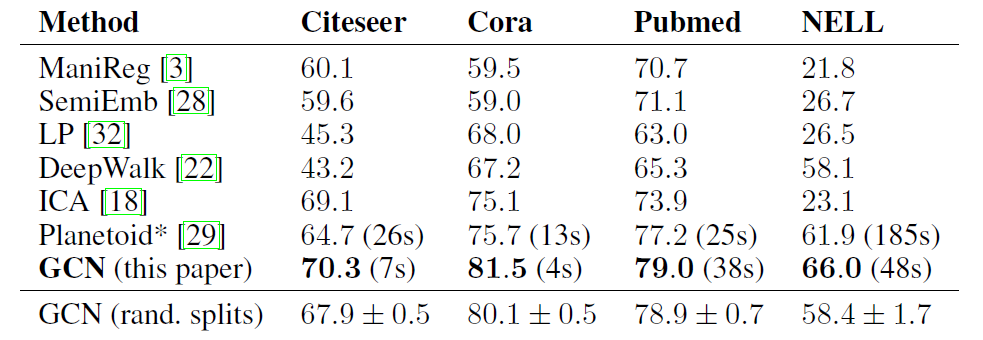 Method Citeseer Cora Pubmed NELL
ManiReg [3] 60.1 59.5 70.7 21.8
SemiEmb [28] 59.6 59.0 71.1 26.7
LP [32] 45.3 68.0 63.0 26.5
DeepWalk [22] 43.2 67.2 65.3 58.1
ICA [18] 69.1 75.1 73.9 23.1
Planetoid* [29] 64.7 (26s) 75.7 (13s) 77.2 (25s) 61.9 (185s)
GCN (this paper) 70.3 (7s) 81.5 (4s) 79.0 (38s) 66.0 (48s)
GCN (rand. splits) 67.9 ± 0.5 80.1 ± 0.5 78.9 ± 0.7 58.4 ± 1.7